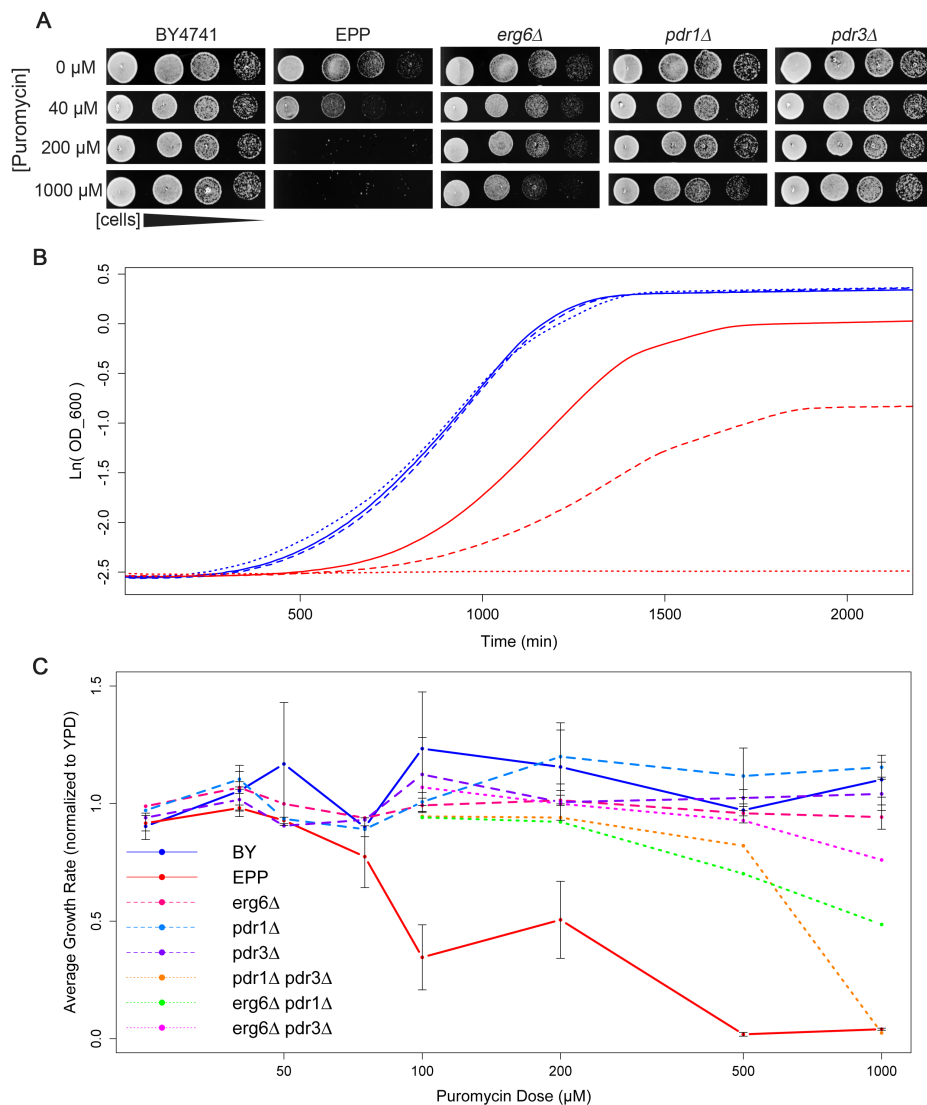 A
BY4741 EPP erg6Δ pdr1Δ pdr3Δ
[Puromycin]
0 µM
40 µM
200 µM
1000 µM
[cells]
B
Ln( OD_600 )
0.5
0.0
-0.5
-1.0
-1.5
-2.0
-2.5
500 1000 1500 2000
Time (min)
C
Average Growth Rate (normalized to YPD)
1.5
1.0
0.5
0.0
BY
EPP
erg6Δ
pdr1Δ
pdr3Δ
pdr1Δ pdr3Δ
erg6Δ pdr1Δ
erg6Δ pdr3Δ
50 100 200 500 1000
Puromycin Dose (µM)